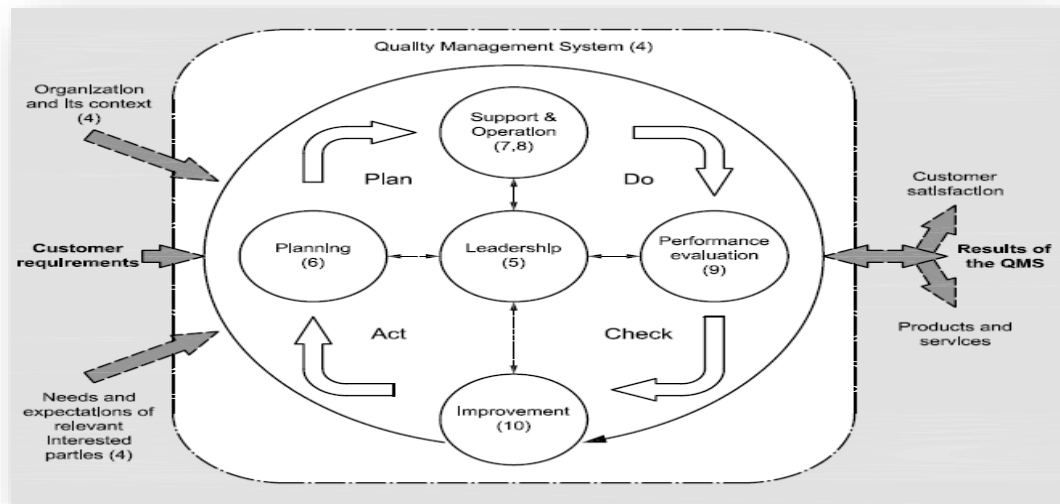 Quality Management System (4)
Organization
and its context
(4)
Support &
Operation
(7,8)
Plan
Do
Customer
satisfaction
Customer
requirements
Planning
(6)
Leadership
(5)
Performance
evaluation
(9)
Results of
the QMS
Act
Check
Products and
services
Needs and
expectations of
relevant
Interested
parties (4)
Improvement
(10)